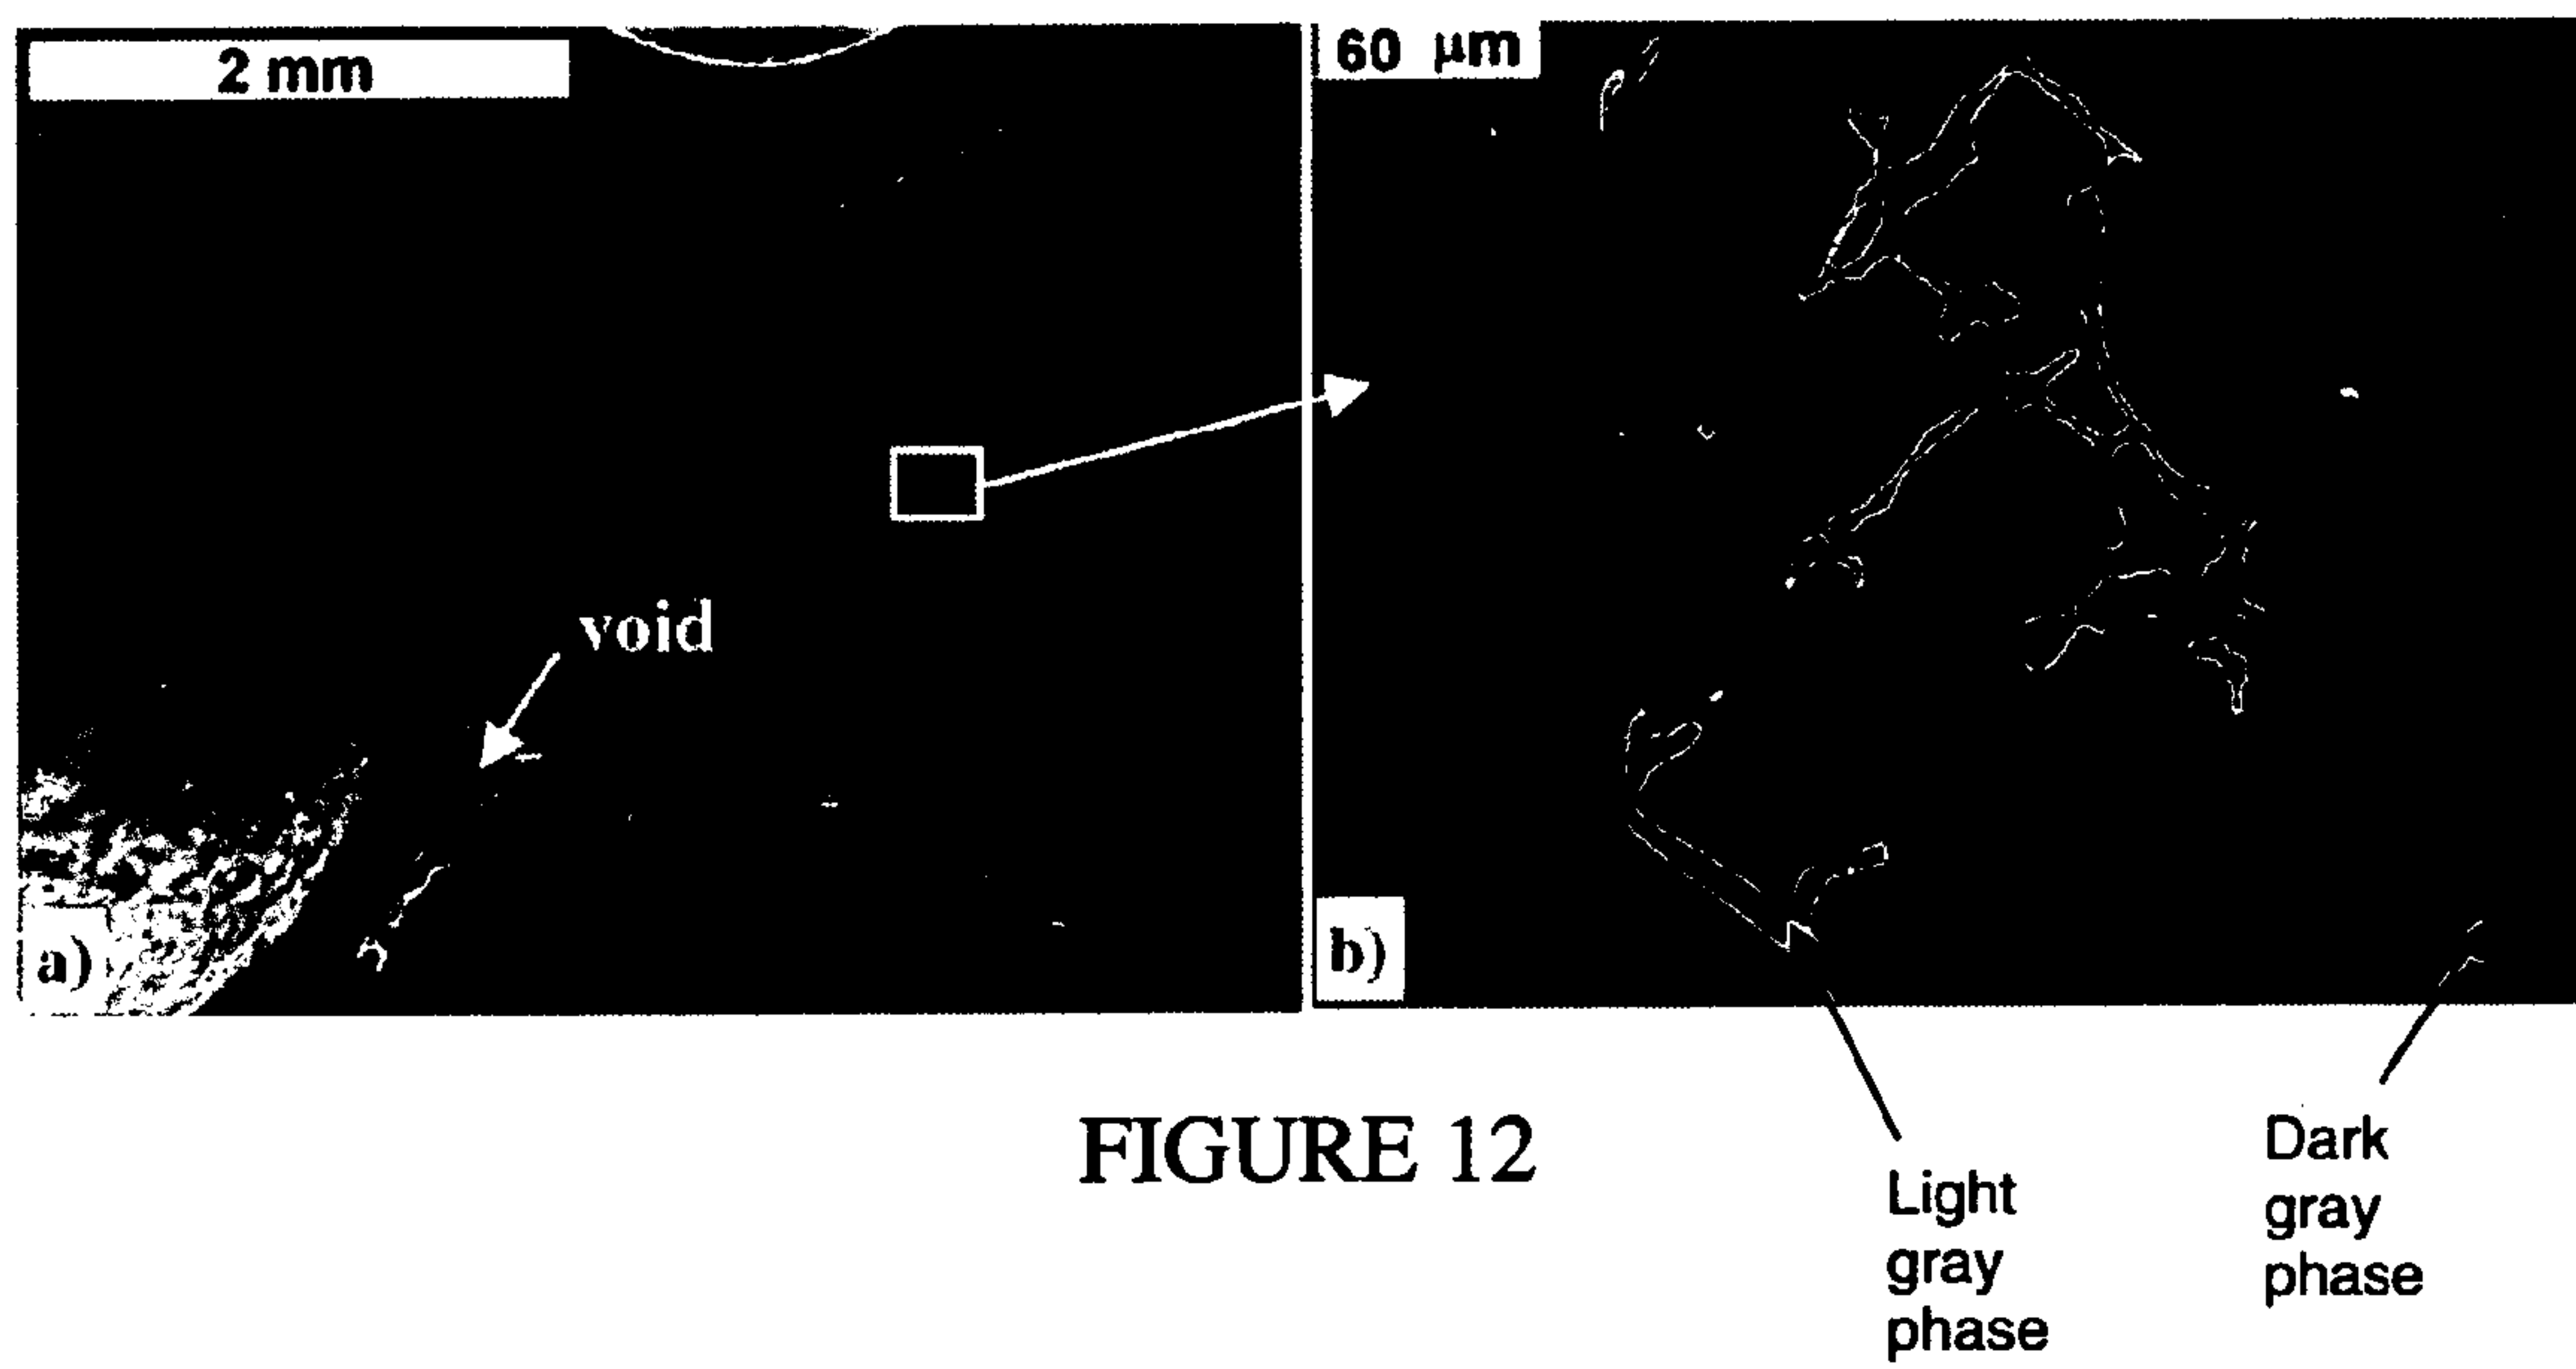 2 mm
60 μm
void
a)
b)
FIGURE 12
Light
gray
phase
Dark
gray
phase